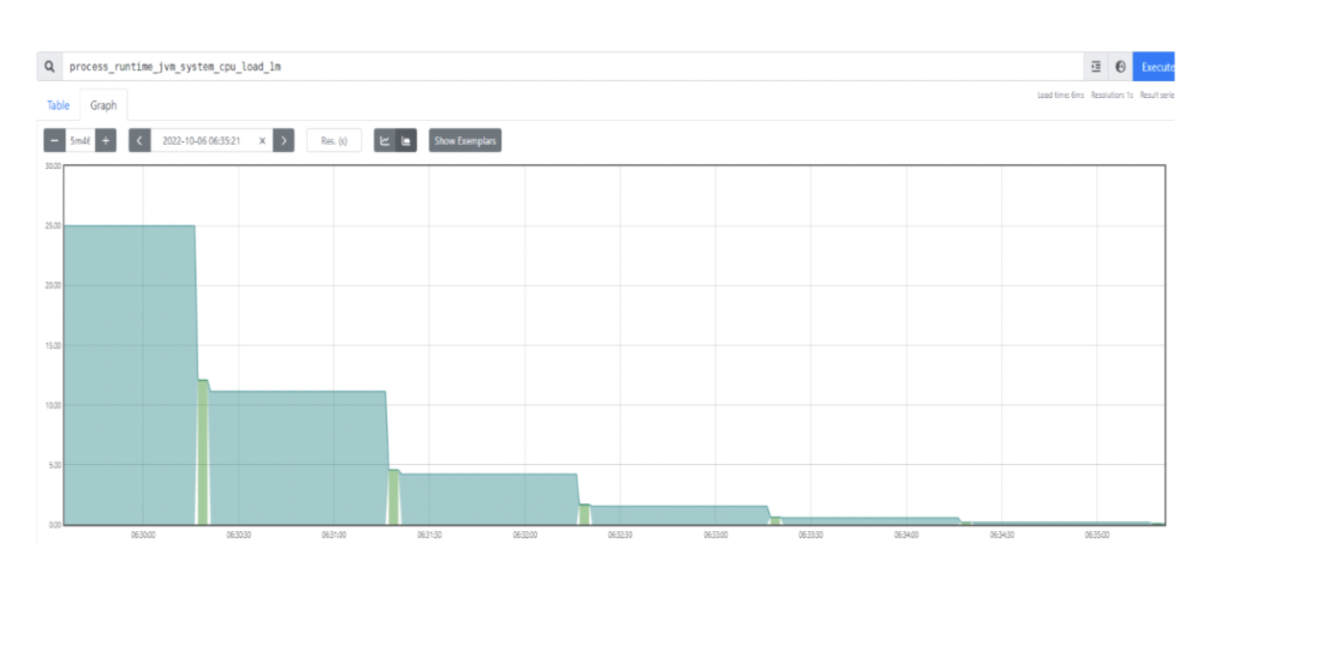 process_runtime_jvm_system_cpu_load_1m
Execute
Load time: 6ms Resolution: 1s Result serie
Table Graph
− 5m46 + 2022-10-06 06:35:21 × Res. (s) Show Exemplars
30.00
25.00
20.00
15.00
10.00
5.00
0.00
06:30:00 06:30:30 06:31:00 06:31:30 06:32:00 06:32:30 06:33:00 06:33:30 06:34:00 06:34:30 06:35:00